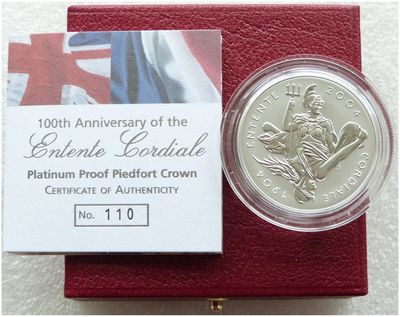 100th Anniversary of the
Entente Cordiale
Platinum Proof Piedfort Crown
CERTIFICATE OF AUTHENTICITY
No. 110
1904 ENTENTE 2004 CORDIALE